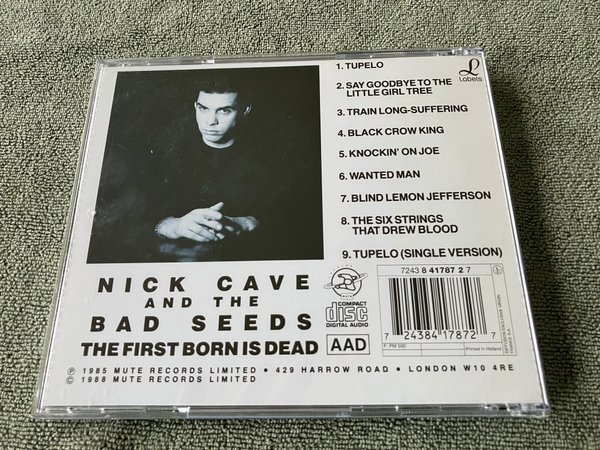 1. TUPELO
2. SAY GOODBYE TO THE
LITTLE GIRL TREE
3. TRAIN LONG-SUFFERING
4. BLACK CROW KING
5. KNOCKIN' ON JOE
6. WANTED MAN
7. BLIND LEMON JEFFERSON
8. THE SIX STRINGS
THAT DREW BLOOD
9. TUPELO (SINGLE VERSION)
Labels
NICK CAVE
AND THE
BAD SEEDS
THE FIRST BORN IS DEAD
COMPACT
disc
DIGITAL AUDIO
AAD
7243 8 41787 2 7
7 24384 17872 7
F: PM 500
Printed in Holland
℗ 1985 MUTE RECORDS LIMITED • 429 HARROW ROAD • LONDON W10 4RE
© 1988 MUTE RECORDS LIMITED